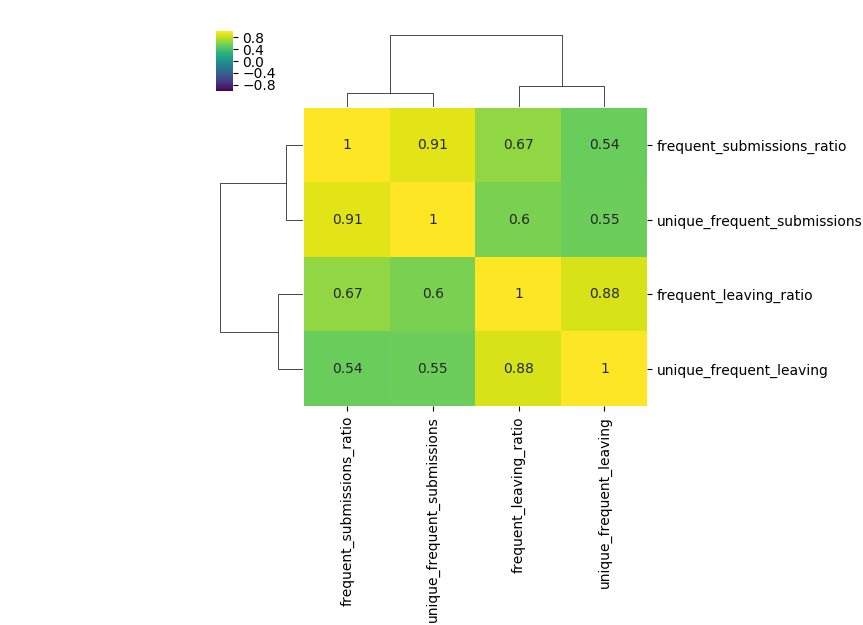 0.8
0.4
0.0
−0.4
−0.8
1 0.91 0.67 0.54 frequent_submissions_ratio
0.91 1 0.6 0.55 unique_frequent_submissions
0.67 0.6 1 0.88 frequent_leaving_ratio
0.54 0.55 0.88 1 unique_frequent_leaving
frequent_submissions_ratio
unique_frequent_submissions
frequent_leaving_ratio
unique_frequent_leaving